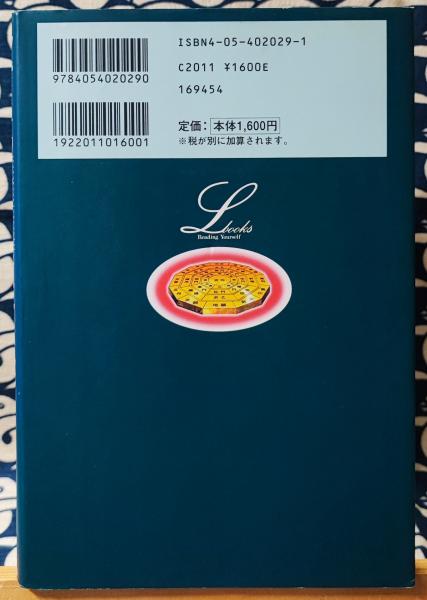 ISBN4-05-402029-1
9784054020290
C2011 ¥1600E
169454
1922011016001
定価：本体1,600円
※税が別に加算されます。
L books
Reading Yourself